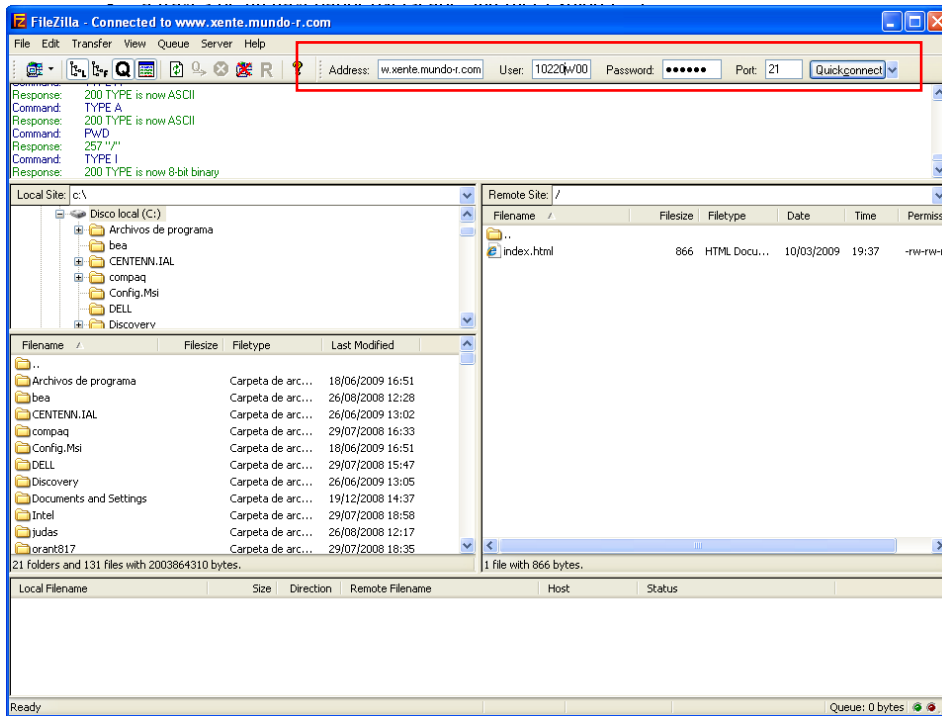 FileZilla - Connected to www.xente.mundo-r.com
File Edit Transfer View Queue Server Help
Address: w.xente.mundo-r.com User: 10220w00 Password: ●●●●●● Port: 21 Quickconnect
Response: 200 TYPE is now ASCII
Command: TYPE A
Response: 200 TYPE is now ASCII
Command: PWD
Response: 257 "/"
Command: TYPE I
Response: 200 TYPE is now 8-bit binary
Local Site: c:\
Disco local (C:)
Archivos de programa
bea
CENTENN.IAL
compaq
Config.Msi
DELL
Discovery
Filename Filesize Filetype Last Modified
..
Archivos de programa Carpeta de arc... 18/06/2009 16:51
bea Carpeta de arc... 26/08/2008 12:28
CENTENN.IAL Carpeta de arc... 26/06/2009 13:02
compaq Carpeta de arc... 29/07/2008 16:33
Config.Msi Carpeta de arc... 18/06/2009 16:51
DELL Carpeta de arc... 29/07/2008 15:47
Discovery Carpeta de arc... 26/06/2009 13:05
Documents and Settings Carpeta de arc... 19/12/2008 14:37
Intel Carpeta de arc... 29/07/2008 18:58
judas Carpeta de arc... 26/08/2008 12:17
orant817 Carpeta de arc... 29/07/2008 18:35
21 folders and 131 files with 2003864310 bytes.
Remote Site: /
Filename Filesize Filetype Date Time Permiss
..
index.html 866 HTML Docu... 10/03/2009 19:37 -rw-rw-r
1 file with 866 bytes.
Local Filename Size Direction Remote Filename Host Status
Ready Queue: 0 bytes